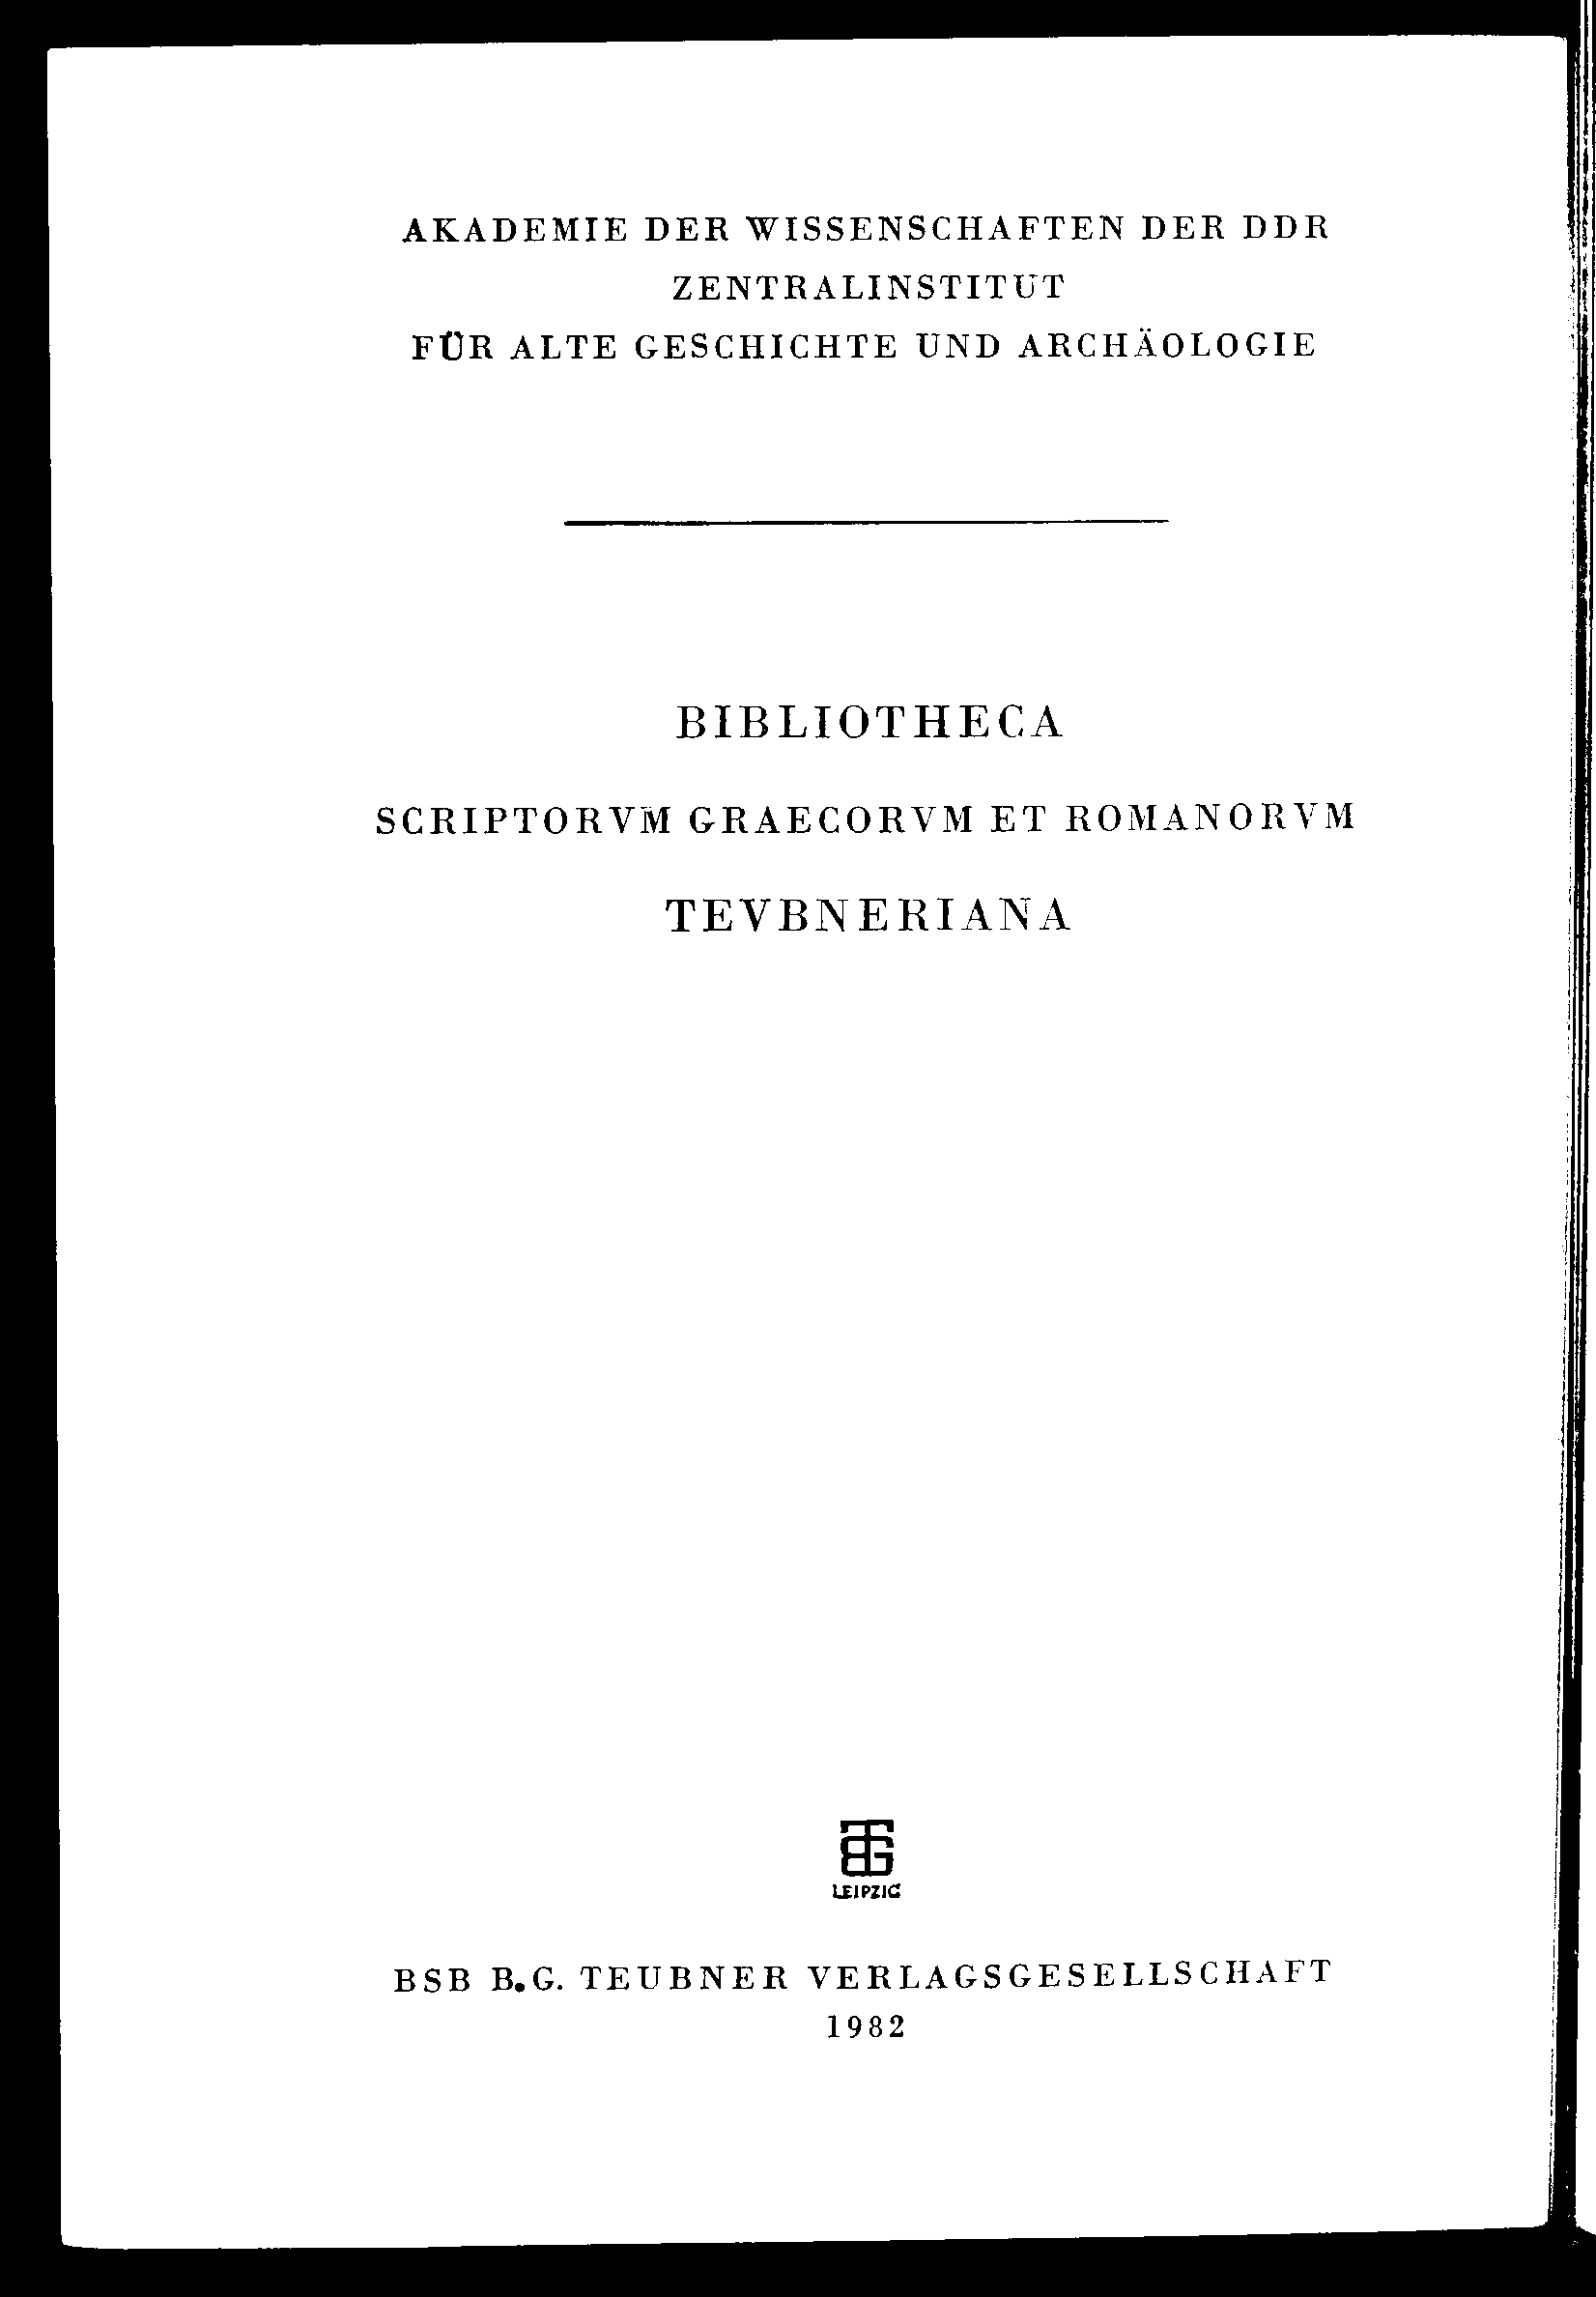 AKADEMIE DER WISSENSCHAFTEN DER DDR
ZENTRALINSTITUT
FÜR ALTE GESCHICHTE UND ARCHÄOLOGIE
BIBLIOTHECA
SCRIPTORVM GRAECORVM ET ROMANORVM
TEVBNERIANA
BTG
LEIPZIG
BSB B.G. TEUBNER VERLAGSGESELLSCHAFT
1982